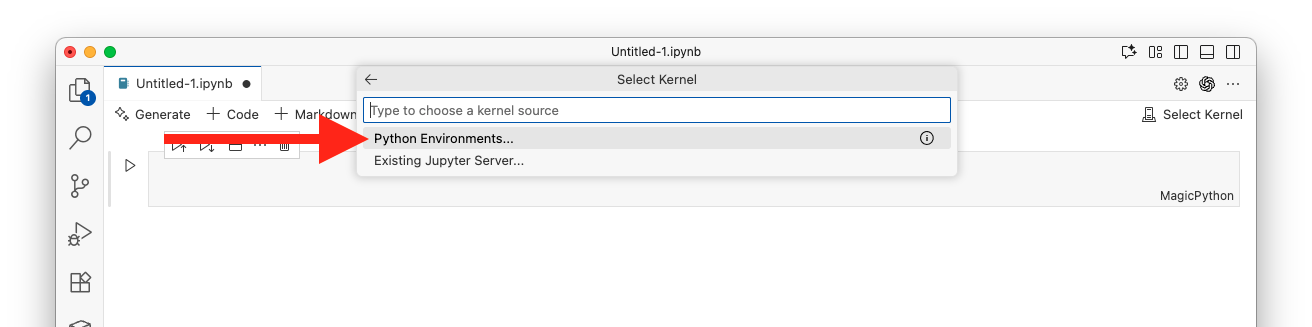 Untitled-1.ipynb
Untitled-1.ipynb
Select Kernel
Type to choose a kernel source
Generate
Code
Markdown
Select Kernel
Python Environments...
Existing Jupyter Server...
1
MagicPython